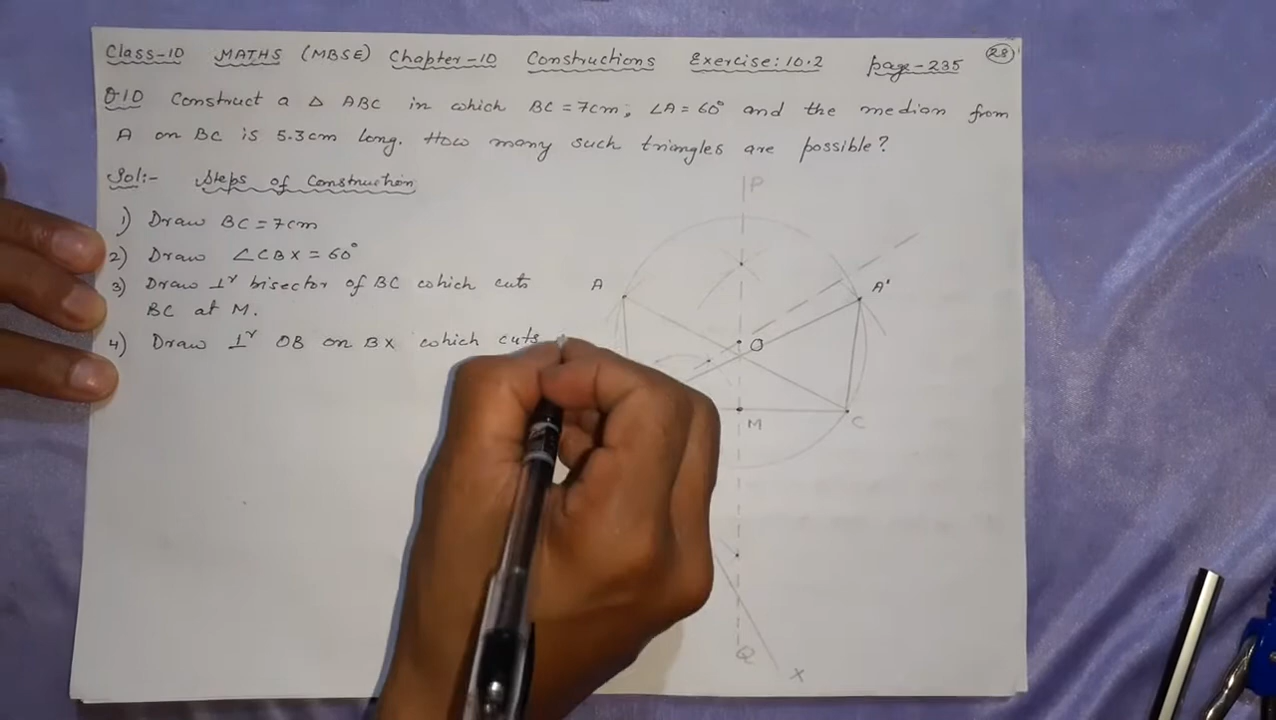 Class-10 MATHS (MBSE) Chapter-10 Constructions Exercise: 10.2 page-235 28
Q.10 Construct a △ ABC in which BC = 7cm, ∠A = 60° and the median from
A on BC is 5.3cm long. How many such triangles are possible?
Sol:- Steps of Construction
1) Draw BC = 7cm
2) Draw ∠CBX = 60°
3) Draw ⊥r bisector of BC which cuts
BC at M.
4) Draw ⊥r OB on BX which cuts
P
A
A'
O
M
C
Q
X